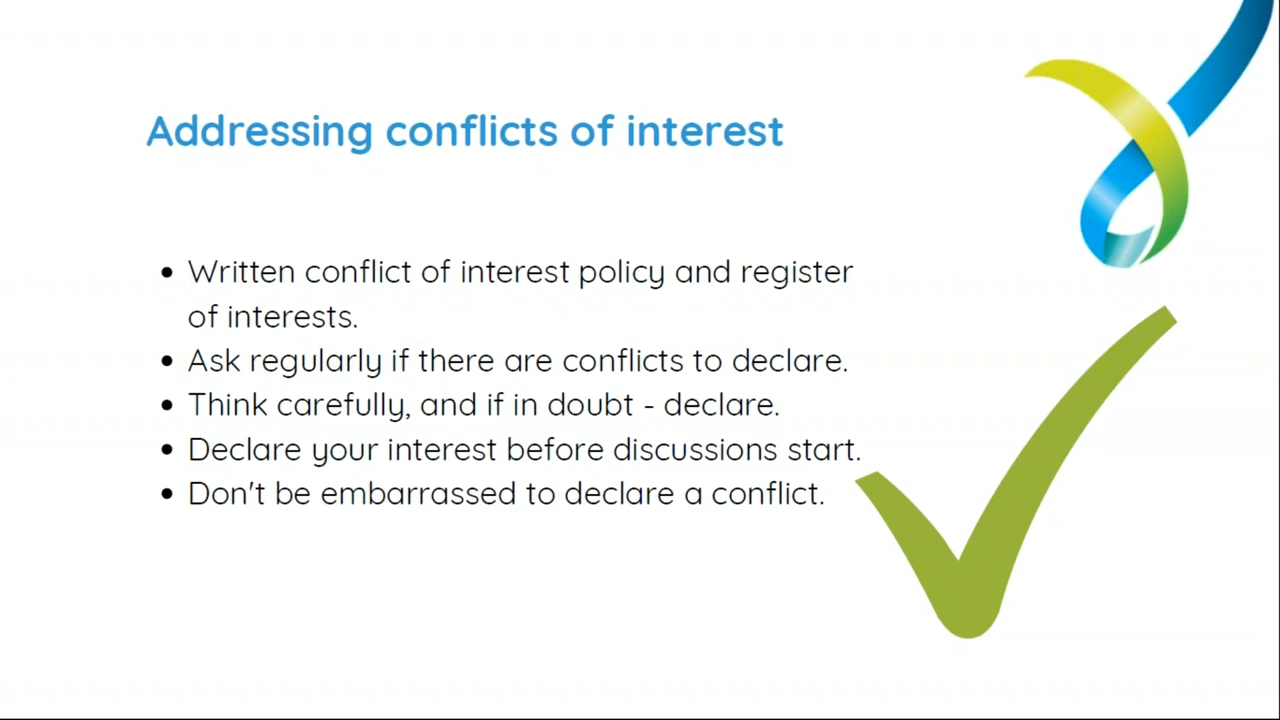 Addressing conflicts of interest
• Written conflict of interest policy and register
of interests.
• Ask regularly if there are conflicts to declare.
• Think carefully, and if in doubt - declare.
• Declare your interest before discussions start.
• Don't be embarrassed to declare a conflict.